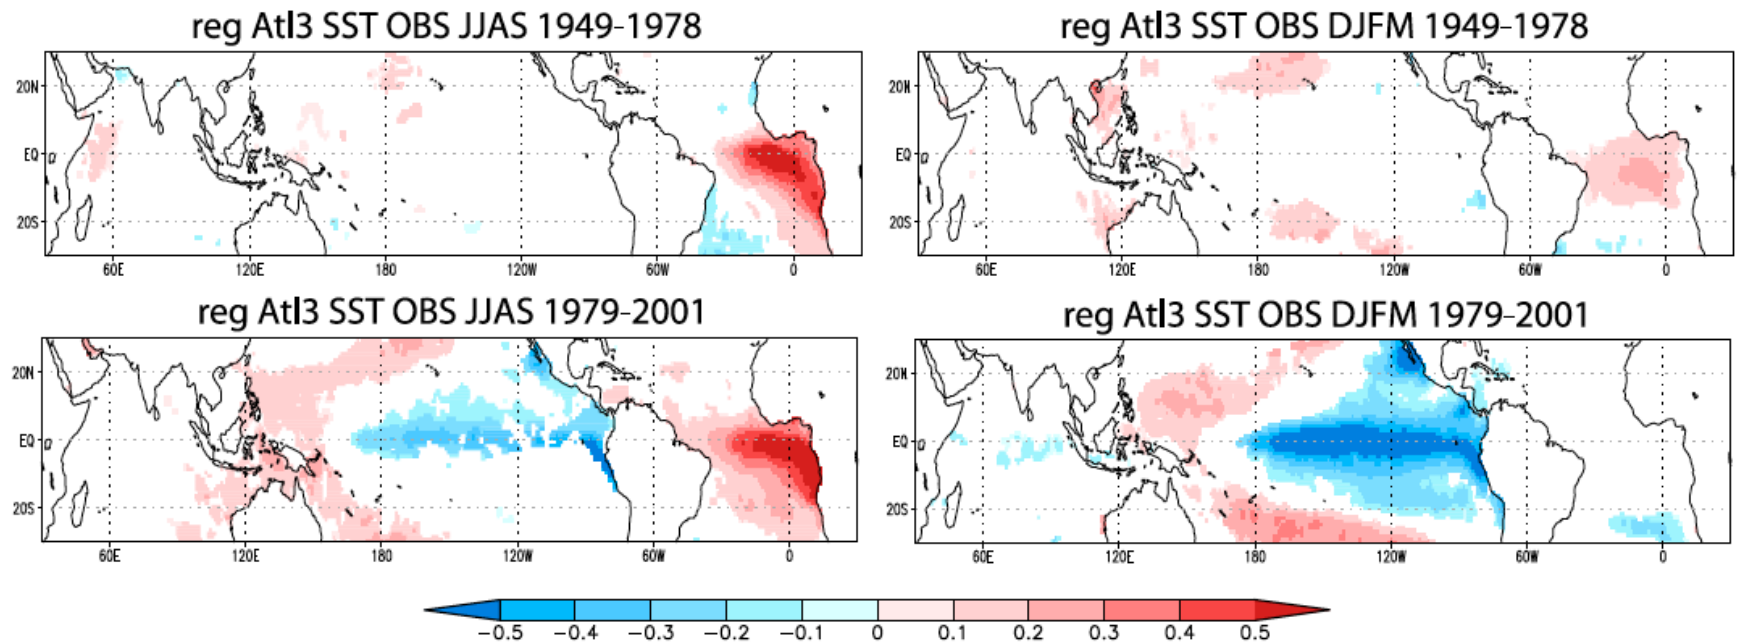 reg Atl3 SST OBS JJAS 1949-1978
reg Atl3 SST OBS DJFM 1949-1978
20N
EQ
20S
60E 120E 180 120W 60W 0
20N
EQ
20S
60E 120E 180 120W 60W 0
reg Atl3 SST OBS JJAS 1979-2001
reg Atl3 SST OBS DJFM 1979-2001
20N
EQ
20S
60E 120E 180 120W 60W 0
20N
EQ
20S
60E 120E 180 120W 60W 0
−0.5 −0.4 −0.3 −0.2 −0.1 0 0.1 0.2 0.3 0.4 0.5